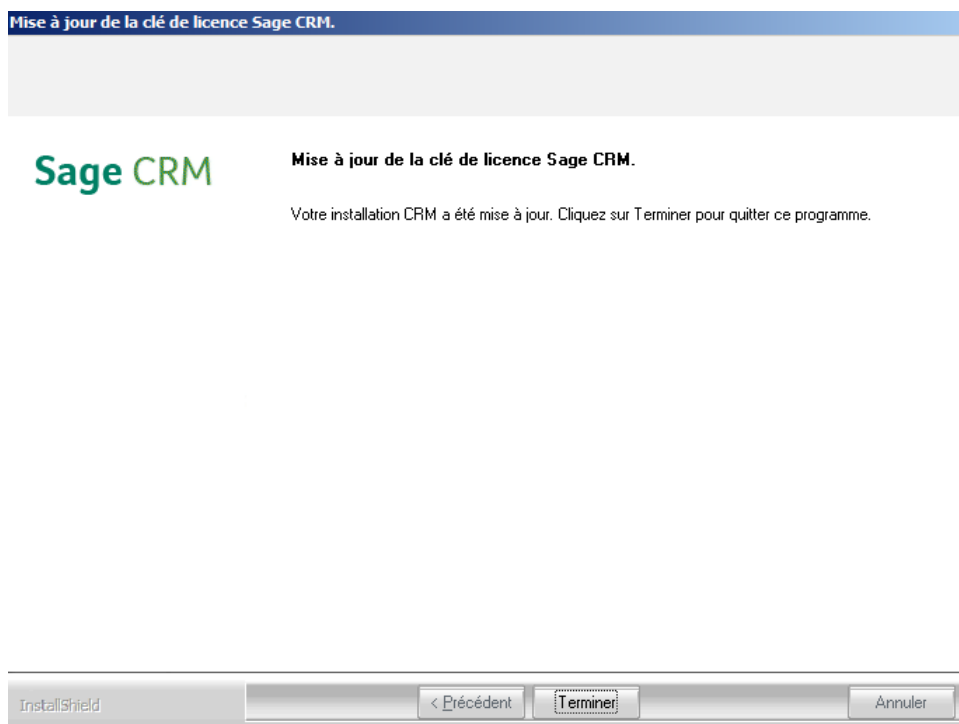 Mise à jour de la clé de licence Sage CRM.
Sage CRM
Mise à jour de la clé de licence Sage CRM.
Votre installation CRM a été mise à jour. Cliquez sur Terminer pour quitter ce programme.
InstallShield
< Précédent
Terminer
Annuler